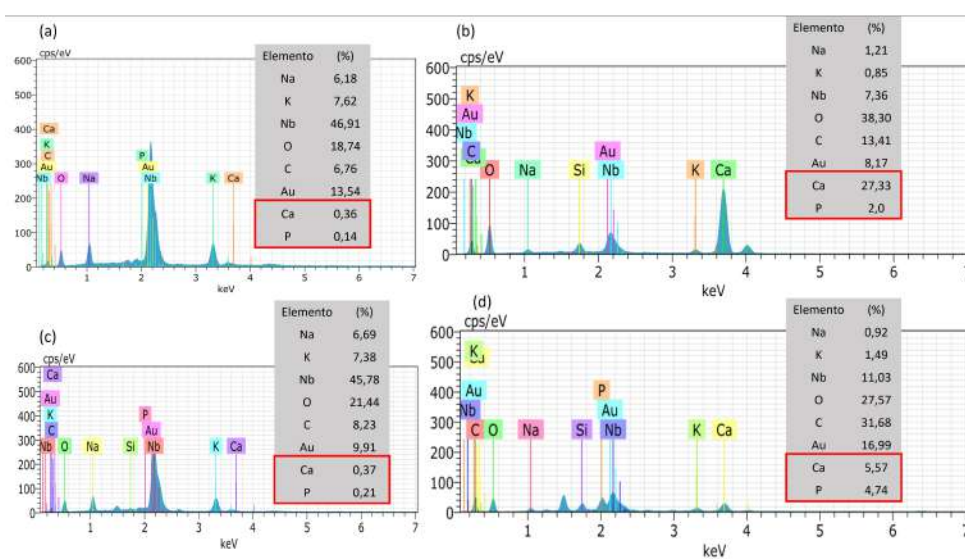 (a)
cps/eV
600
500
400
300
200
100
0
Ca
K
C
P
Au
Au
Nb
O
Na
Nb
K
Ca
0
1
2
3
4
5
6
7
keV
Elemento (%)
Na 6,18
K 7,62
Nb 46,91
O 18,74
C 6,76
Au 13,54
Ca 0,36
P 0,14
(b)
cps/eV
600
500
400
300
200
100
0
K
Au
Nb
C
O
Na
Si
Au
Nb
K
Ca
1
2
3
4
5
6
keV
Elemento (%)
Na 1,21
K 0,85
Nb 7,36
O 38,30
C 13,41
Au 8,17
Ca 27,33
P 2,0
(c)
cps/eV
600
500
400
300
200
100
0
Ca
Au
K
C
P
Au
Nb
O
Na
Si
Nb
K
Ca
1
2
3
4
5
6
7
keV
Elemento (%)
Na 6,69
K 7,38
Nb 45,78
O 21,44
C 8,23
Au 9,91
Ca 0,37
P 0,21
(d)
cps/eV
600
500
400
300
200
100
0
K
Au
Nb
C
O
Na
Si
P
Au
Nb
K
Ca
1
2
3
4
5
6
keV
Elemento (%)
Na 0,92
K 1,49
Nb 11,03
O 27,57
C 31,68
Au 16,99
Ca 5,57
P 4,74